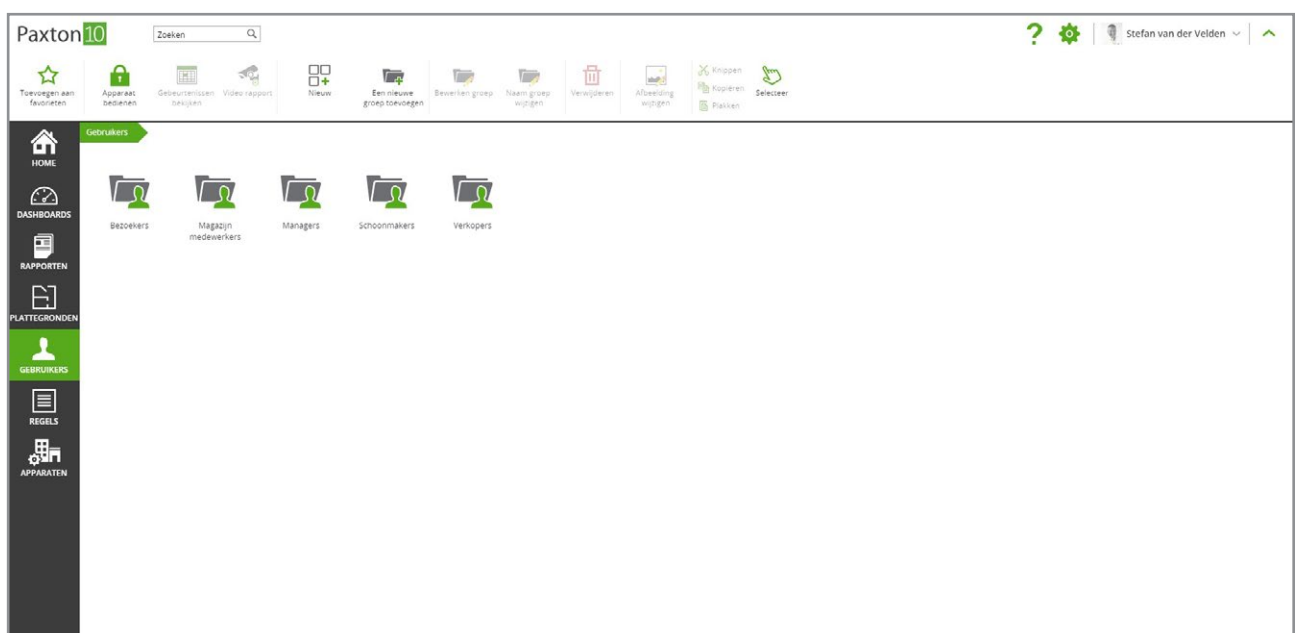 Paxton 10
Zoeken
Stefan van der Velden
Toevoegen aan
favorieten
Apparaat
bedienen
Gebeurtenissen
bekijken
Video rapport
Nieuw
Een nieuwe
groep toevoegen
Bewerken groep
Naam groep
wijzigen
Verwijderen
Afbeelding
wijzigen
Knippen
Kopiëren
Plakken
Selecteer
Gebruikers
HOME
DASHBOARDS
RAPPORTEN
PLATTEGRONDEN
GEBRUIKERS
REGELS
APPARATEN
Bezoekers
Magazijn
medewerkers
Managers
Schoonmakers
Verkopers